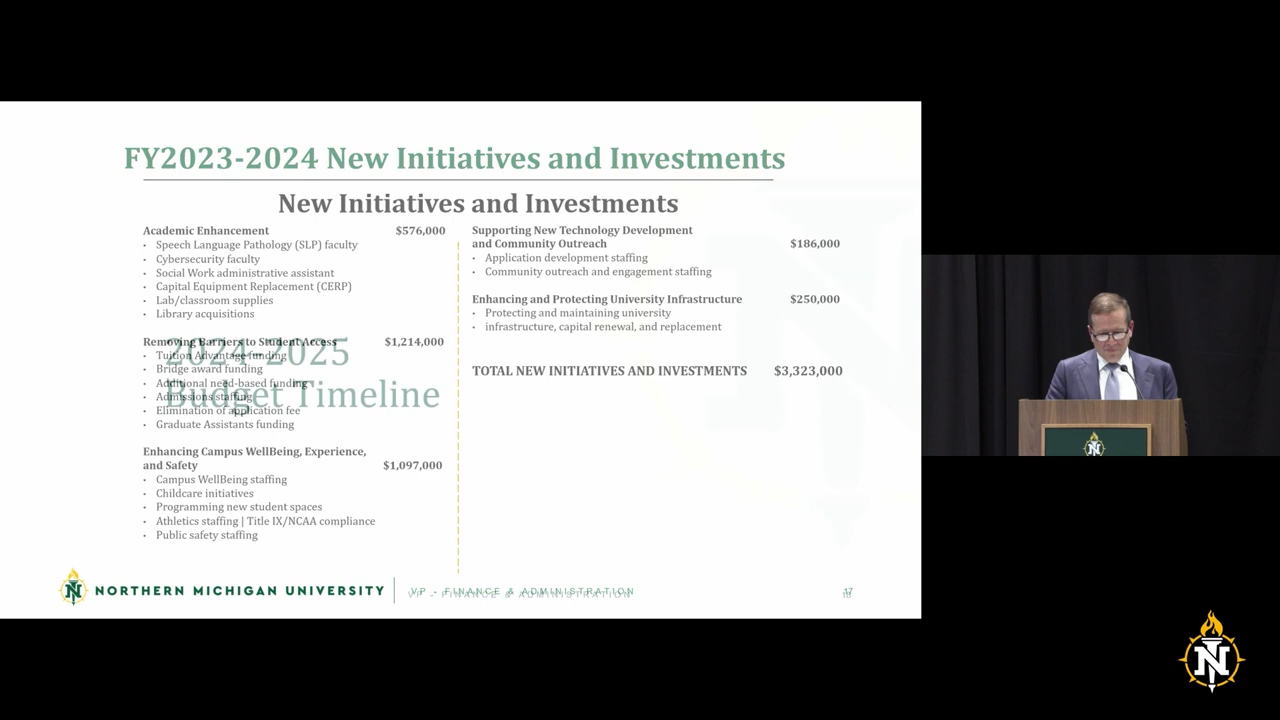 FY2023-2024 New Initiatives and Investments
New Initiatives and Investments
Academic Enhancement $576,000
• Speech Language Pathology (SLP) faculty
• Cybersecurity faculty
• Social Work administrative assistant
• Capital Equipment Replacement (CERP)
• Lab/classroom supplies
• Library acquisitions
Removing Barriers to Student Access $1,214,000
• Tuition Advantage funding
• Bridge award funding
• Additional need-based funding
• Admissions staffing
• Elimination of application fee
• Graduate Assistants funding
2024-2025
Budget Timeline
Enhancing Campus WellBeing, Experience,
and Safety $1,097,000
• Campus WellBeing staffing
• Childcare initiatives
• Programming new student spaces
• Athletics staffing | Title IX/NCAA compliance
• Public safety staffing
Supporting New Technology Development
and Community Outreach $186,000
• Application development staffing
• Community outreach and engagement staffing
Enhancing and Protecting University Infrastructure $250,000
• Protecting and maintaining university
• infrastructure, capital renewal, and replacement
TOTAL NEW INITIATIVES AND INVESTMENTS $3,323,000
N
NORTHERN MICHIGAN UNIVERSITY
VP - FINANCE & ADMINISTRATION
VP - FINANCE & ADMINISTRATION
17
18
N
N